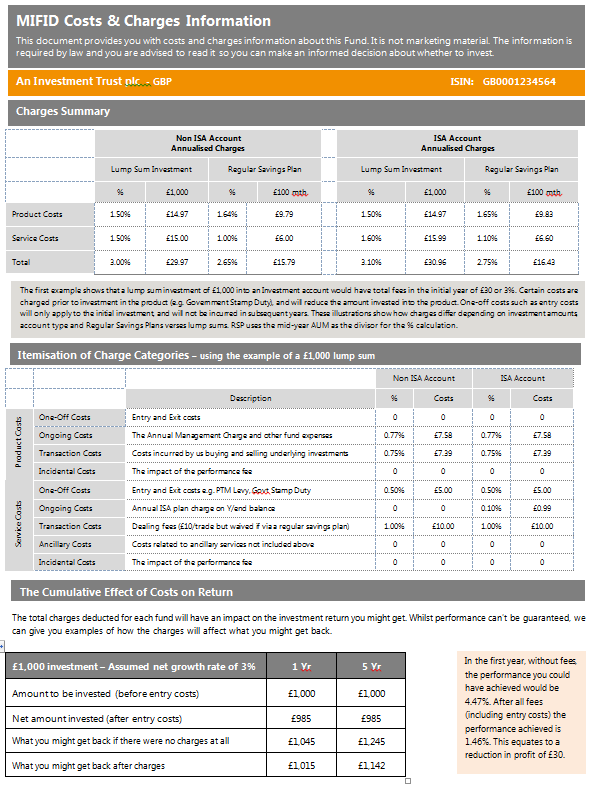 MIFID Costs & Charges Information
This document provides you with costs and charges information about this Fund. It is not marketing material. The information is
required by law and you are advised to read it so you can make an informed decision about whether to invest.
An Investment Trust plc - GBP ISIN: GB0001234564
Charges Summary
Non ISA Account ISA Account
Annualised Charges Annualised Charges
Lump Sum Investment Regular Savings Plan Lump Sum Investment Regular Savings Plan
% £1,000 % £100 mth % £1,000 % £100 mth
Product Costs 1.50% £14.97 1.64% £9.79 1.50% £14.97 1.65% £9.83
Service Costs 1.50% £15.00 1.00% £6.00 1.60% £15.99 1.10% £6.60
Total 3.00% £29.97 2.65% £15.79 3.10% £30.96 2.75% £16.43
The first example shows that a lump sum investment of £1,000 into an Investment account would have total fees in the initial year of £30 or 3%. Certain costs are
charged prior to investment in the product (e.g. Government Stamp Duty), and will reduce the amount invested into the product. One-off costs such as entry costs
will only apply to the initial investment, and will not be incurred in subsequent years. These illustrations show how charges differ depending on investment amounts,
account type and Regular Savings Plans verses lump sums. RSP uses the mid-year AUM as the divisor for the % calculation.
Itemisation of Charge Categories – using the example of a £1,000 lump sum
Non ISA Account ISA Account
Description % Costs % Costs
Product Costs
One-Off Costs Entry and Exit costs 0 0 0 0
Ongoing Costs The Annual Management Charge and other fund expenses 0.77% £7.58 0.77% £7.58
Transaction Costs Costs incurred by us buying and selling underlying investments 0.75% £7.39 0.75% £7.39
Incidental Costs The impact of the performance fee 0 0 0 0
Service Costs
One-Off Costs Entry and Exit costs e.g. PTM Levy, Govt Stamp Duty 0.50% £5.00 0.50% £5.00
Ongoing Costs Annual ISA plan charge on Y/end balance 0 0 0.10% £0.99
Transaction Costs Dealing fees (£10/trade but waived if via a regular savings plan) 1.00% £10.00 1.00% £10.00
Ancillary Costs Costs related to ancillary services not included above 0 0 0 0
Incidental Costs The impact of the performance fee 0 0 0 0
The Cumulative Effect of Costs on Return
The total charges deducted for each fund will have an impact on the investment return you might get. Whilst performance can't be guaranteed, we
can give you examples of how the charges will affect what you might get back.
£1,000 investment – Assumed net growth rate of 3% 1 Yr 5 Yr
Amount to be invested (before entry costs) £1,000 £1,000
Net amount invested (after entry costs) £985 £985
What you might get back if there were no charges at all £1,045 £1,245
What you might get back after charges £1,015 £1,142
In the first year, without fees,
the performance you could
have achieved would be
4.47%. After all fees
(including entry costs) the
performance achieved is
1.46%. This equates to a
reduction in profit of £30.